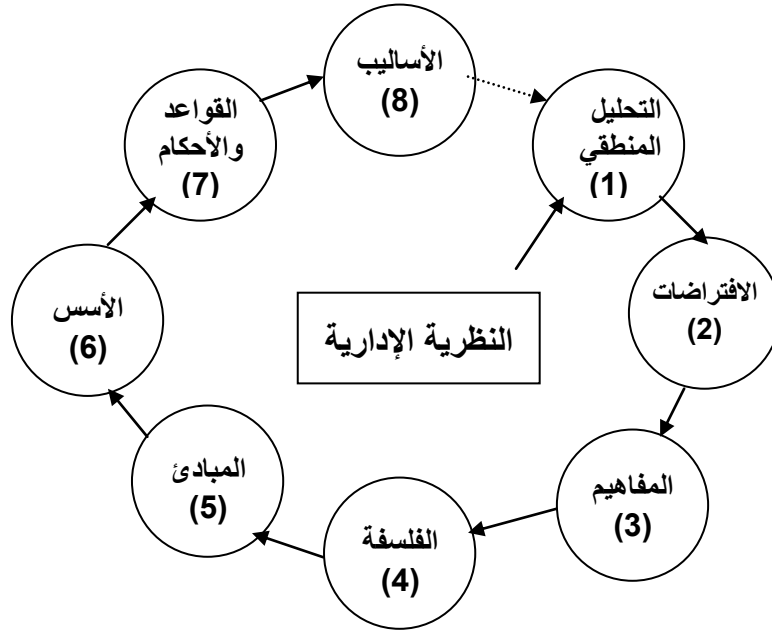 التحليل
المنطقي
(1)
الافتراضات
(2)
المفاهيم
(3)
الفلسفة
(4)
المبادئ
(5)
الأسس
(6)
القواعد
والأحكام
(7)
الأساليب
(8)
النظرية الإدارية